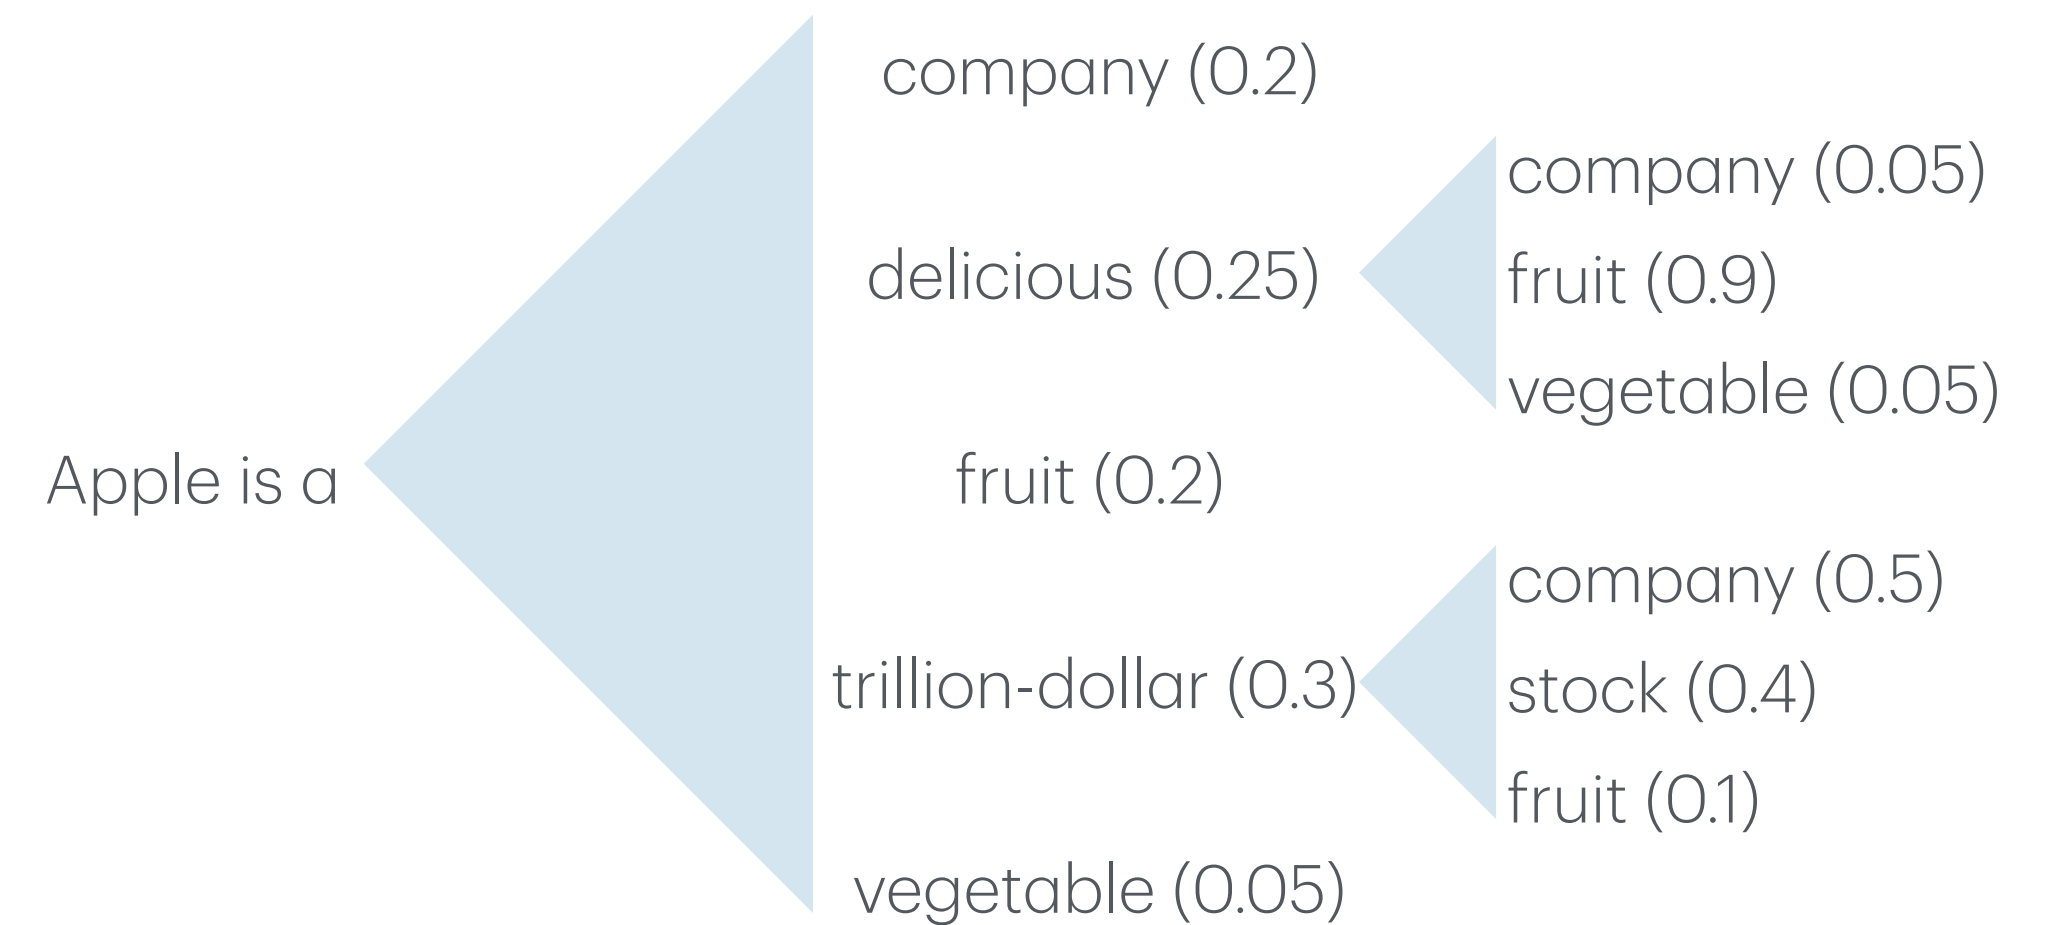 Apple is a
company (0.2)
delicious (0.25)
fruit (0.2)
trillion-dollar (0.3)
vegetable (0.05)
company (0.05)
fruit (0.9)
vegetable (0.05)
company (0.5)
stock (0.4)
fruit (0.1)